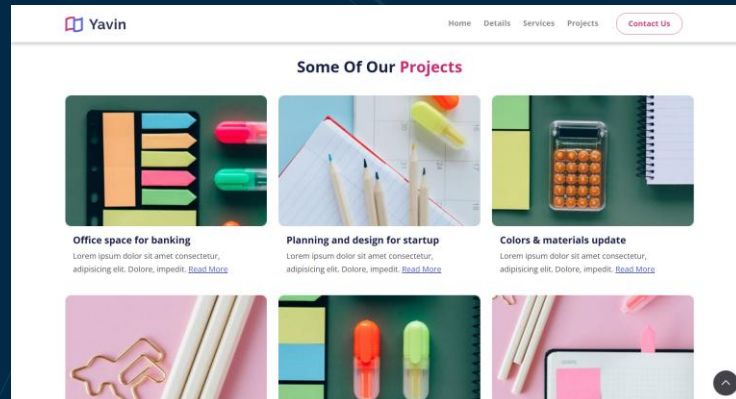 Yavin
Home Details Services Projects Contact Us
Some Of Our Projects
Office space for banking
Lorem ipsum dolor sit amet consectetur,
adipisicing elit. Dolore, impedit. Read More
Planning and design for startup
Lorem ipsum dolor sit amet consectetur,
adipisicing elit. Dolore, impedit. Read More
Colors & materials update
Lorem ipsum dolor sit amet consectetur,
adipisicing elit. Dolore, impedit. Read More